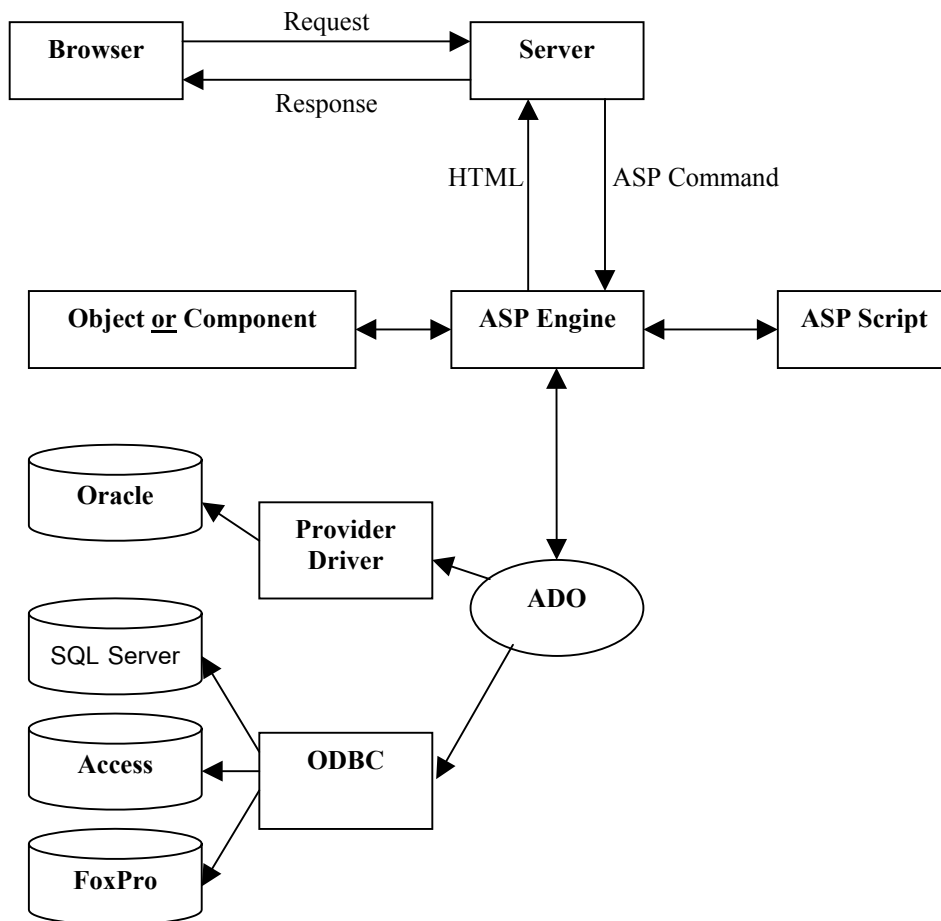 Request
Browser
Server
Response
HTML
ASP Command
Object or Component
ASP Engine
ASP Script
Oracle
Provider
Driver
ADO
SQL Server
Access
ODBC
FoxPro